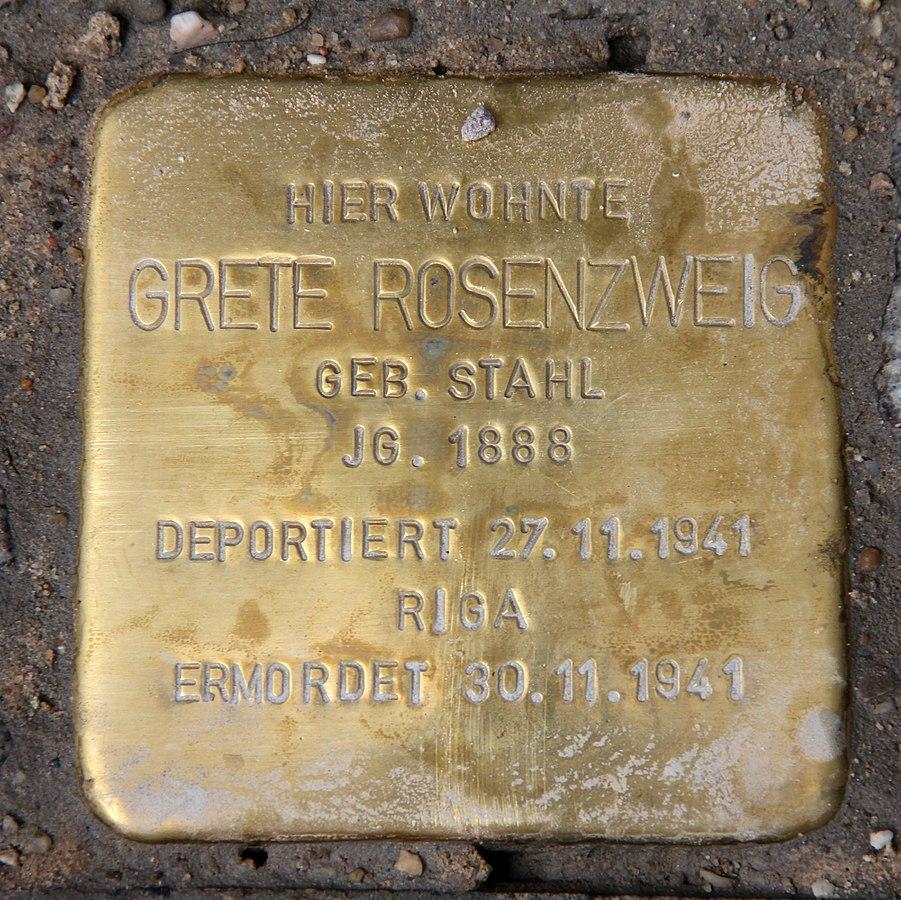 HIER WOHNTE
GRETE ROSENZWEIG
GEB. STAHL
JG. 1888
DEPORTIERT 27.11.1941
RIGA
ERMORDET 30.11.1941